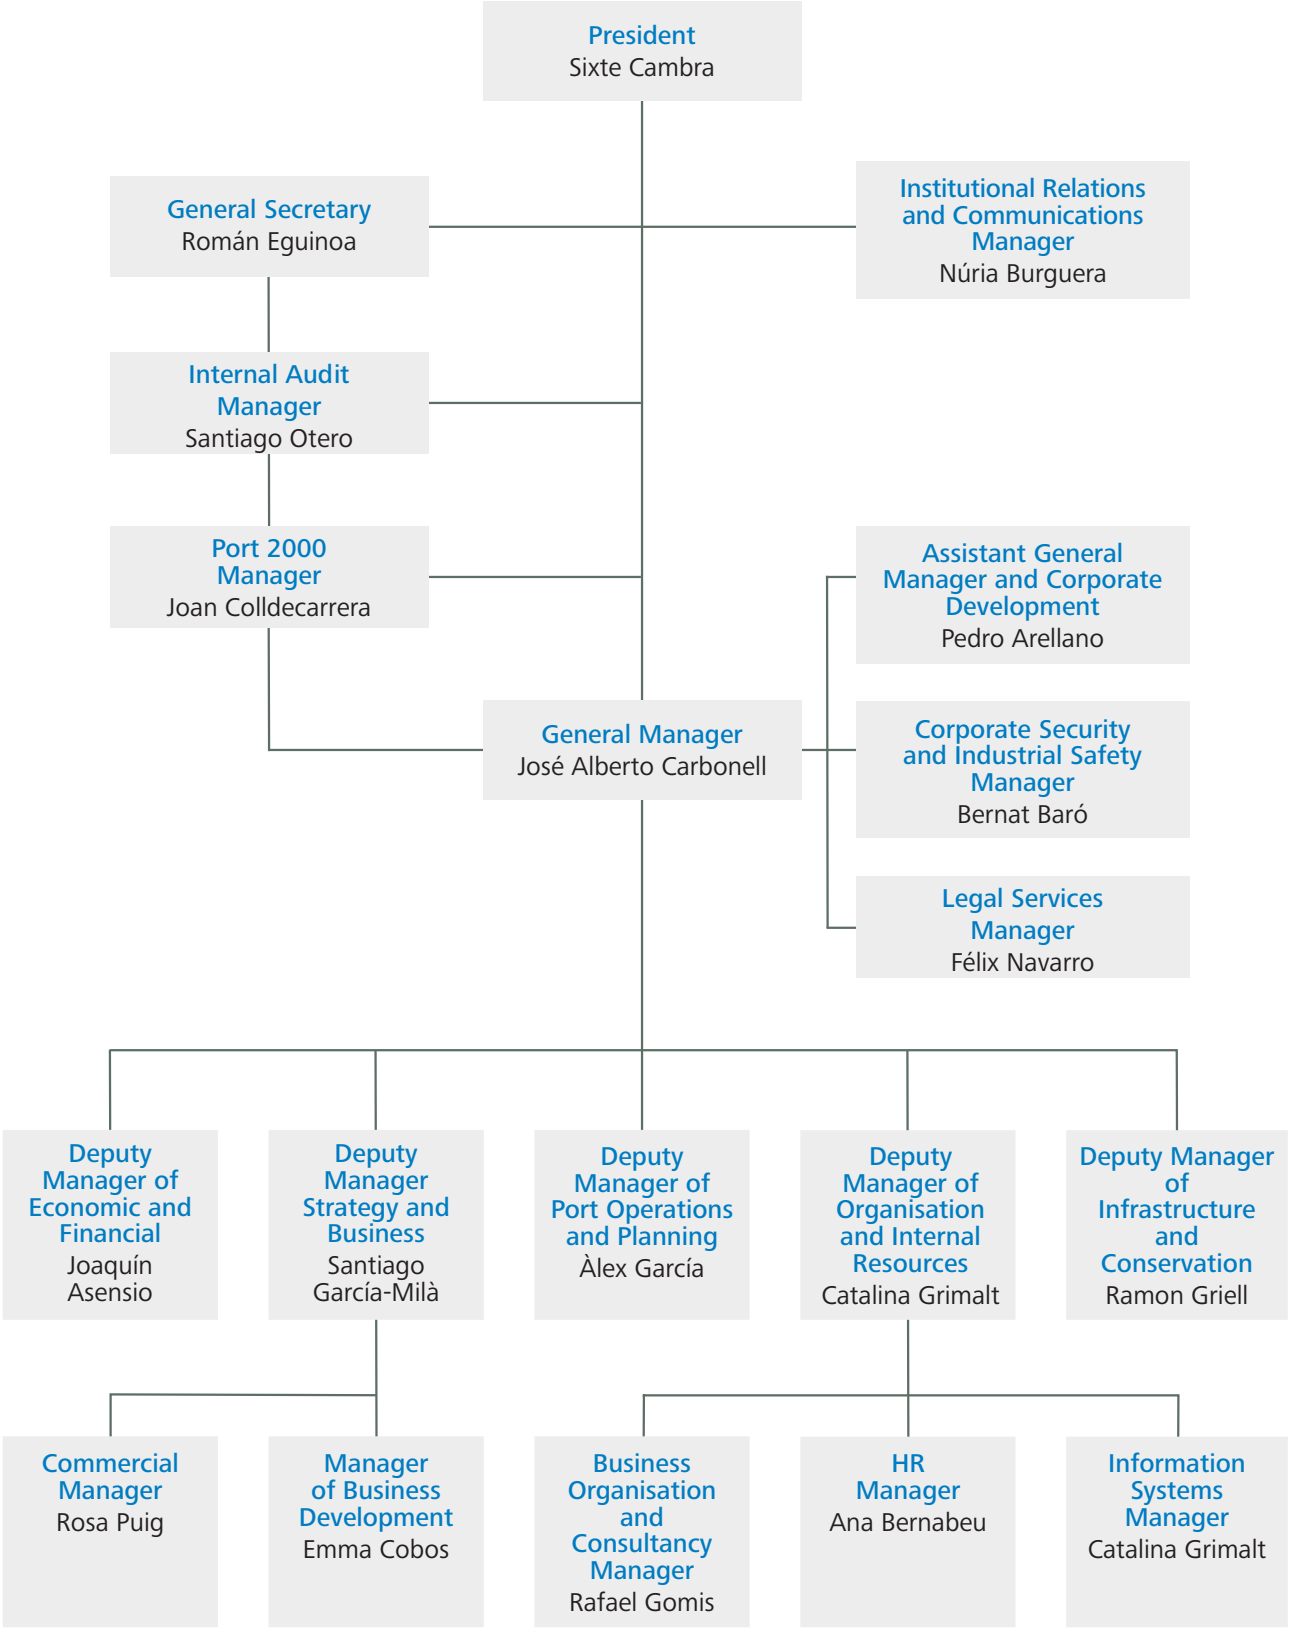 President
Sixte Cambra
General Secretary
Román Eguinoa
Institutional Relations
and Communications
Manager
Núria Burguera
Internal Audit
Manager
Santiago Otero
Port 2000
Manager
Joan Colldecarrera
Assistant General
Manager and Corporate
Development
Pedro Arellano
General Manager
José Alberto Carbonell
Corporate Security
and Industrial Safety
Manager
Bernat Baró
Legal Services
Manager
Félix Navarro
Deputy
Manager of
Economic and
Financial
Joaquín
Asensio
Deputy
Manager
Strategy and
Business
Santiago
García-Milà
Deputy
Manager of
Port Operations
and Planning
Àlex García
Deputy
Manager of
Organisation
and Internal
Resources
Catalina Grimalt
Deputy Manager
of
Infrastructure
and
Conservation
Ramon Griell
Commercial
Manager
Rosa Puig
Manager
of Business
Development
Emma Cobos
Business
Organisation
and
Consultancy
Manager
Rafael Gomis
HR
Manager
Ana Bernabeu
Information
Systems
Manager
Catalina Grimalt